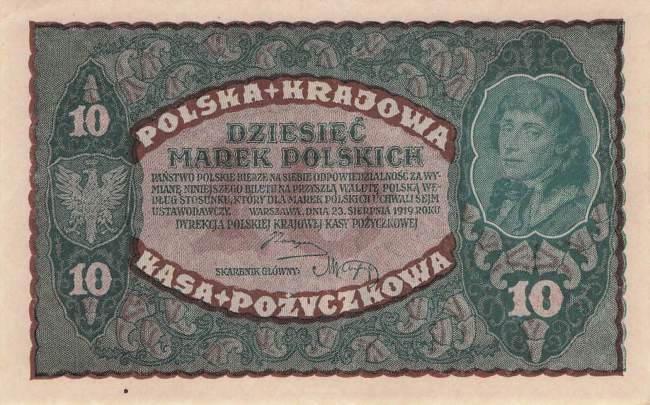 10
POLSKA+KRAJOWA
DZIESIĘĆ
MAREK POLSKICH
PAŃSTWO POLSKIE BIERZE NA SIEBIE ODPOWIEDZIALNOŚĆ ZA WY-
MIANĘ NINIEJSZEGO BILETU NA PRZYSZŁĄ WALUTĘ POLSKĄ WE-
DŁUG STOSUNKU, KTÓRY DLA MAREK POLSKICH UCHWALI SEJM
USTAWODAWCZY. WARSZAWA, DNIA 23. SIERPNIA 1919 ROKU
DYREKCJA POLSKIEJ KRAJOWEJ KASY POŻYCZKOWEJ
SKARBNIK GŁÓWNY:
KASA+POŻYCZKOWA
10
10